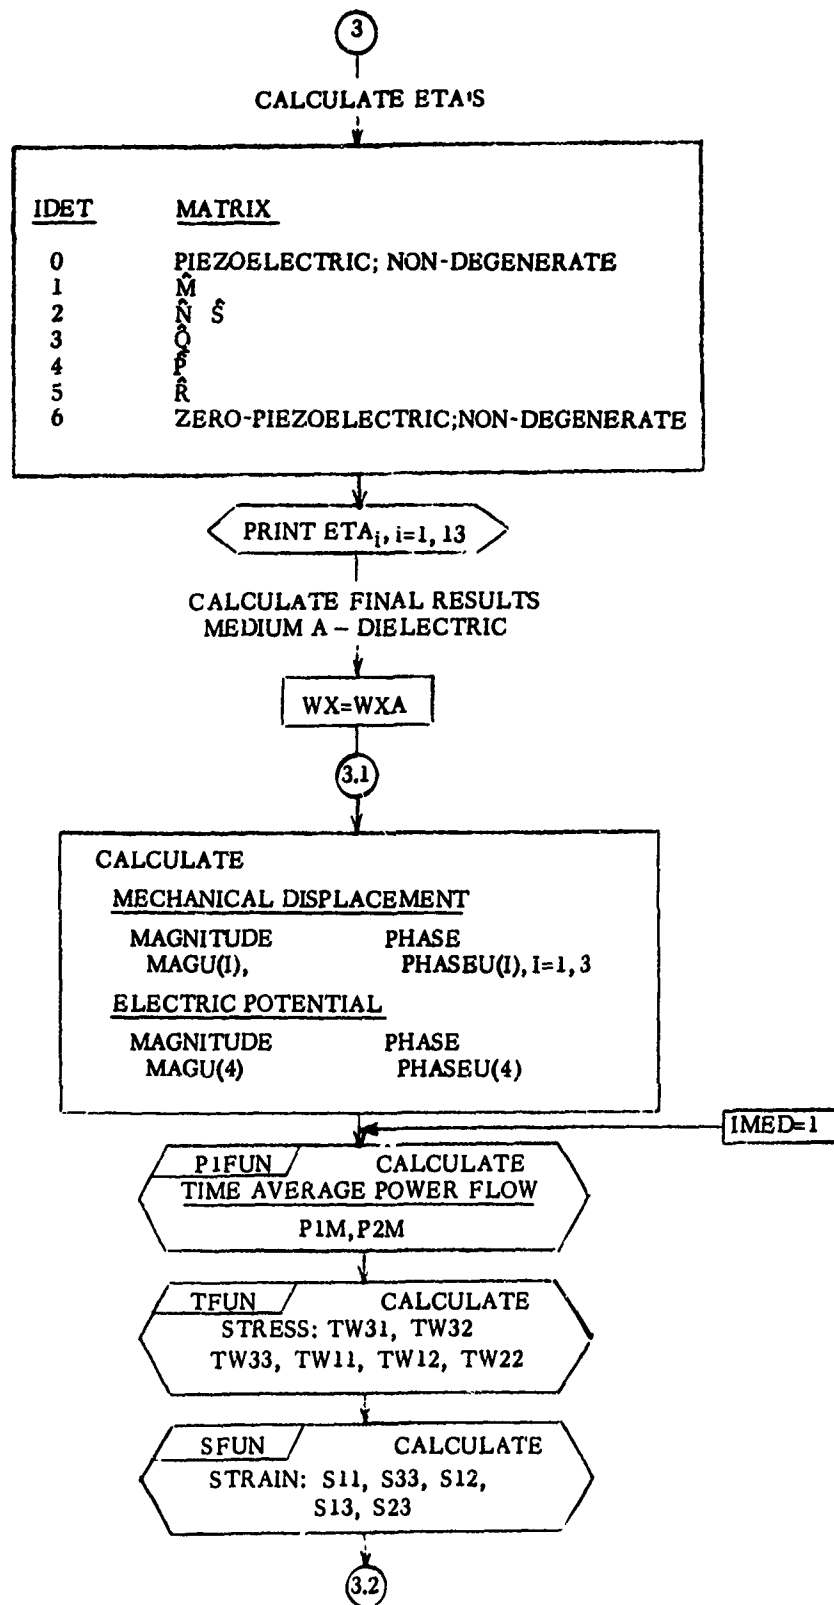 3
CALCULATE ETA'S
IDET MATRIX
0 PIEZOELECTRIC; NON-DEGENERATE
1 M̂
2 N̂ Ŝ
3 Q̂
4 P̂
5 R̂
6 ZERO-PIEZOELECTRIC;NON-DEGENERATE
PRINT ETAi, i=1, 13
CALCULATE FINAL RESULTS
MEDIUM A – DIELECTRIC
WX=WXA
3.1
CALCULATE
MECHANICAL DISPLACEMENT
MAGNITUDE PHASE
MAGU(I), PHASEU(I), I=1, 3
ELECTRIC POTENTIAL
MAGNITUDE PHASE
MAGU(4) PHASEU(4)
IMED=1
P1FUN CALCULATE
TIME AVERAGE POWER FLOW
P1M, P2M
TFUN CALCULATE
STRESS: TW31, TW32
TW33, TW11, TW12, TW22
SFUN CALCULATE
STRAIN: S11, S33, S12,
S13, S23
3.2